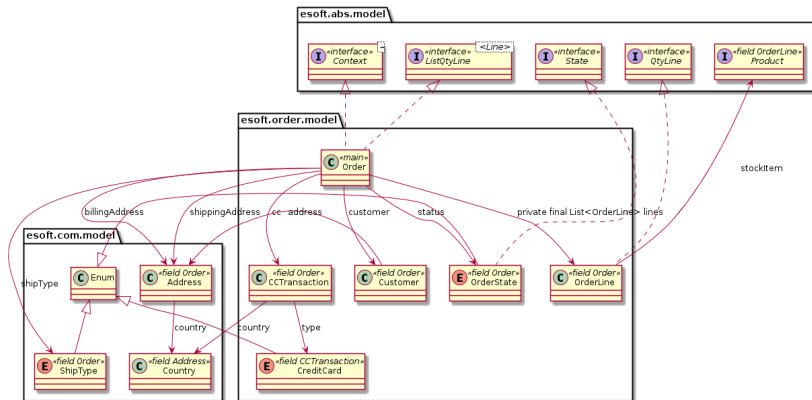 esoft.abs.model
I «interface» Context
I «interface» ListQtyLine <Line>
I «interface» State
I «interface» QtyLine
I «field OrderLine» Product
esoft.order.model
C «main» Order
stockItem
billingAddress
shippingAddress
cc
address
customer
status
private final List<OrderLine> lines
esoft.com.model
C Enum
C «field Order» Address
C «field Order» CCTransaction
C «field Order» Customer
E «field Order» OrderState
C «field Order» OrderLine
shipType
country
country
type
E «field Order» ShipType
C «field Address» Country
E «field CCTransaction» CreditCard